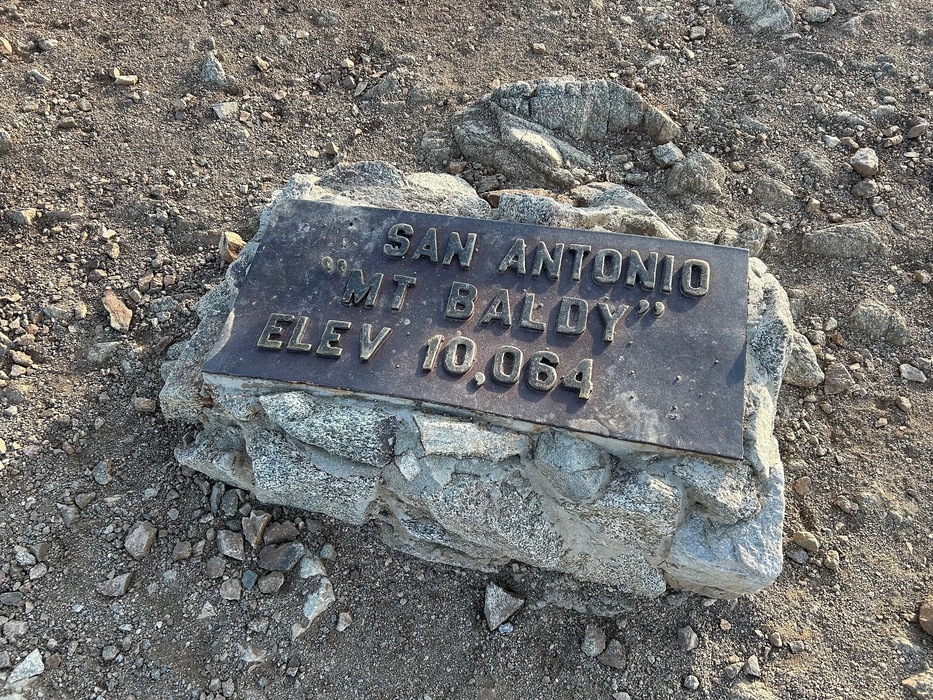 SAN ANTONIO
"MT BALDY"
ELEV 10,064